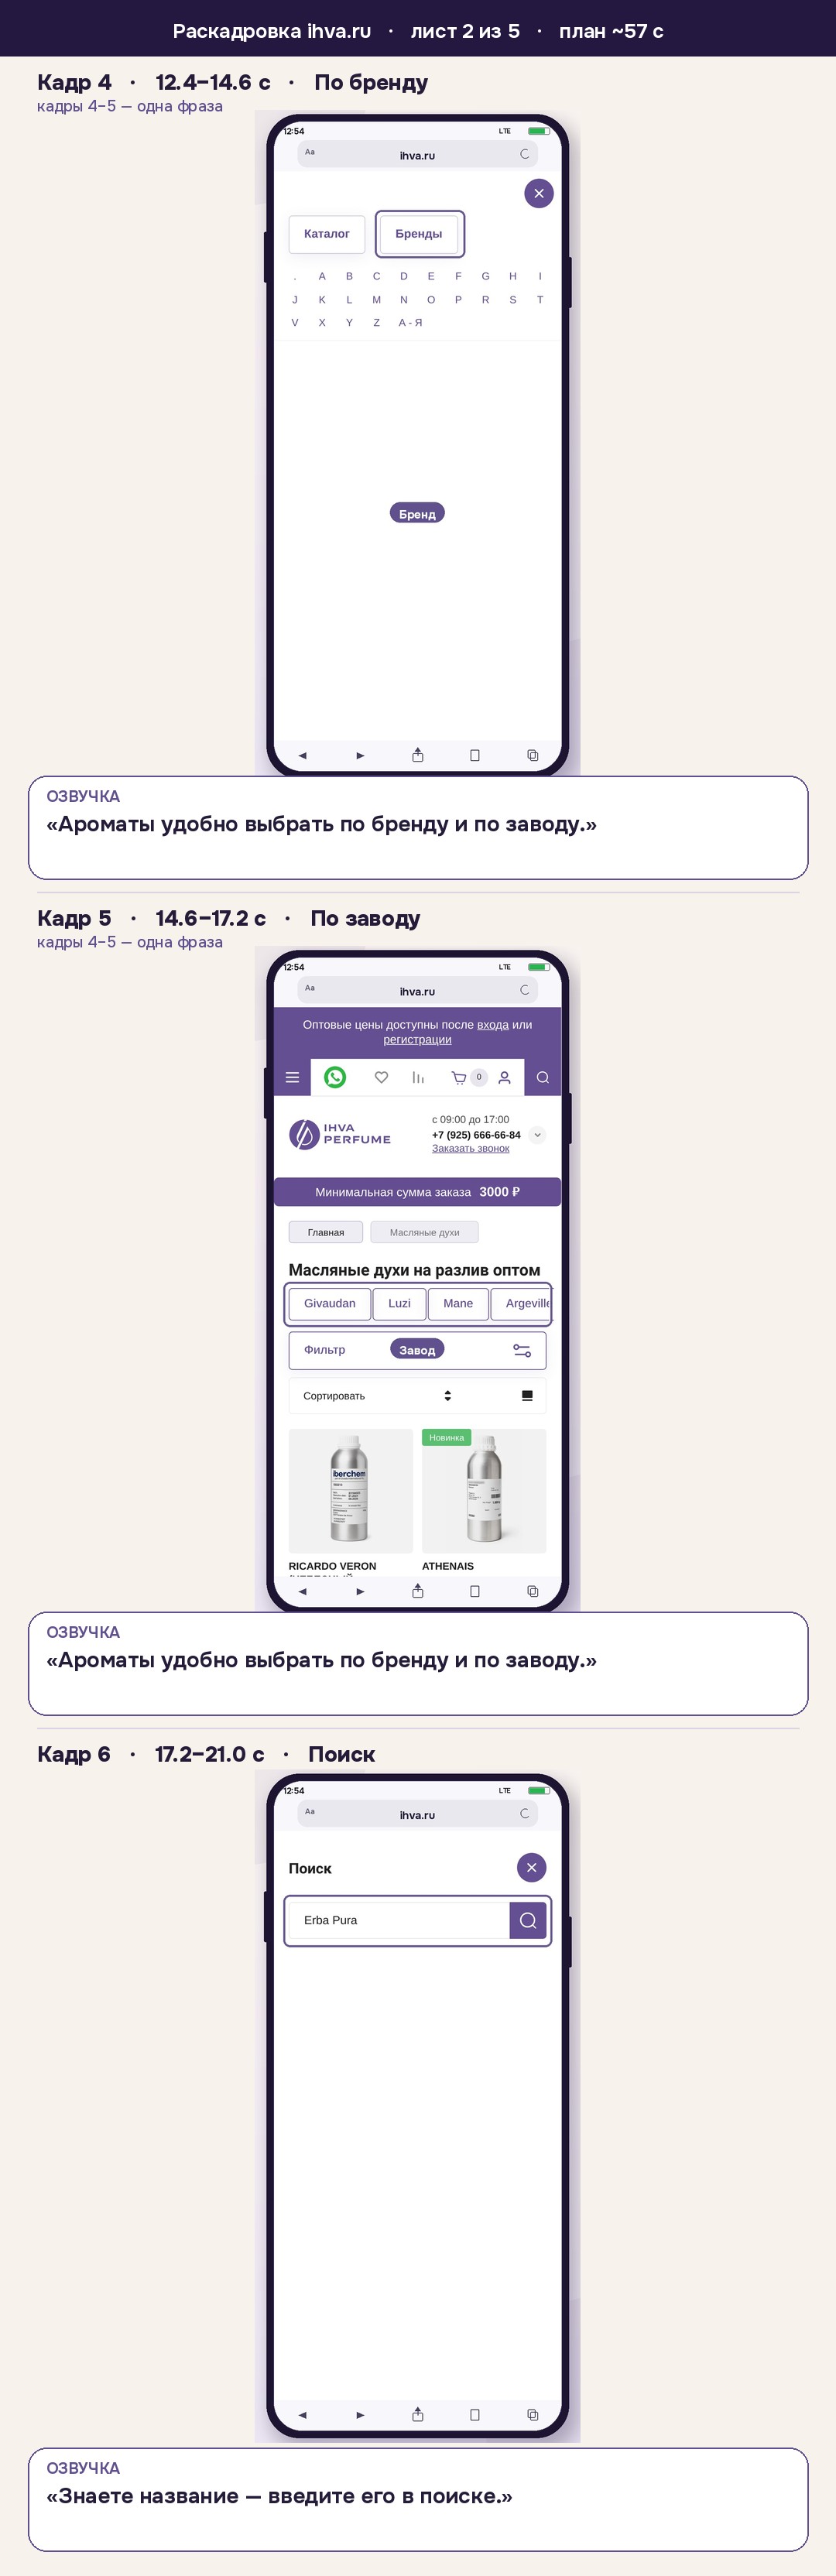 Раскадровка ihva.ru · лист 2 из 5 · план ~57 с
Кадр 4 · 12.4–14.6 с · По бренду
кадры 4–5 — одна фраза
12:54 LTE
Aa ihva.ru
Каталог Бренды
. A B C D E F G H I
J K L M N O P R S T
V X Y Z А - Я
Бренд
ОЗВУЧКА
«Ароматы удобно выбрать по бренду и по заводу.»
Кадр 5 · 14.6–17.2 с · По заводу
кадры 4–5 — одна фраза
12:54 LTE
Aa ihva.ru
Оптовые цены доступны после входа или
регистрации
0
IHVA
PERFUME
с 09:00 до 17:00
+7 (925) 666-66-84
Заказать звонок
Минимальная сумма заказа 3000 ₽
Главная Масляные духи
Масляные духи на разлив оптом
Givaudan Luzi Mane Argeville
Фильтр Завод
Сортировать
Новинка
iberchem
RICARDO VERON ATHENAIS
ОЗВУЧКА
«Ароматы удобно выбрать по бренду и по заводу.»
Кадр 6 · 17.2–21.0 с · Поиск
12:54 LTE
Aa ihva.ru
Поиск
Erba Pura
ОЗВУЧКА
«Знаете название — введите его в поиске.»